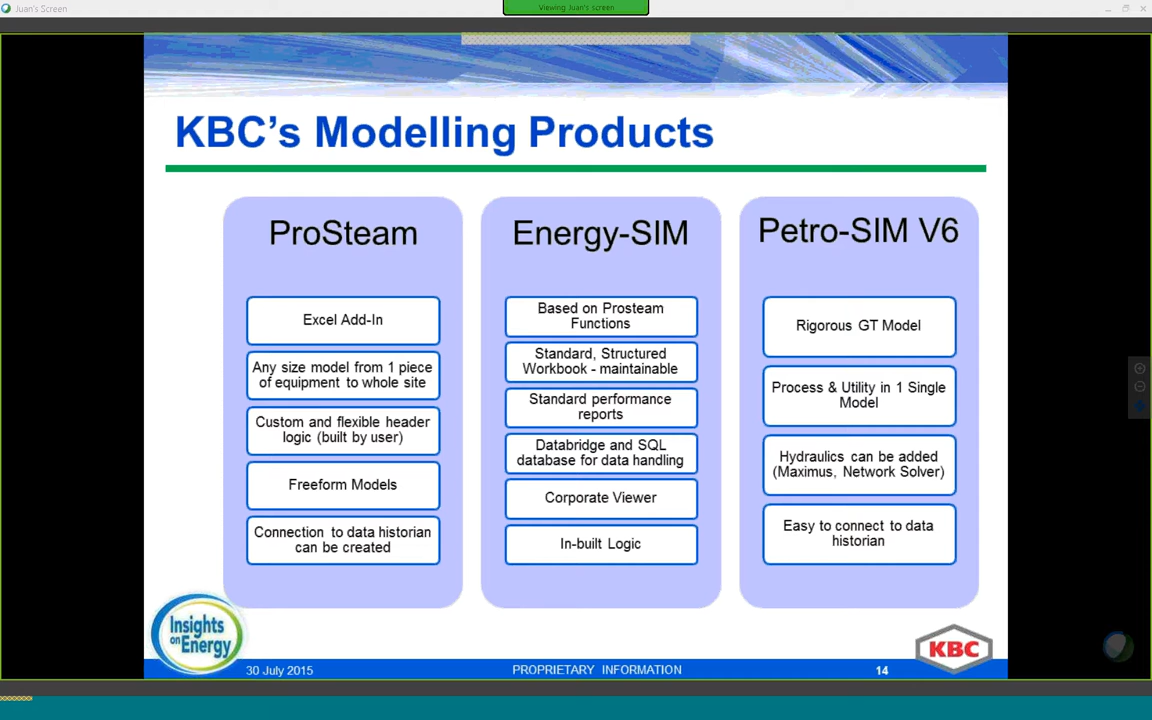 Juan's Screen
Viewing Juan's screen
KBC's Modelling Products
ProSteam
Excel Add-In
Any size model from 1 piece
of equipment to whole site
Custom and flexible header
logic (built by user)
Freeform Models
Connection to data historian
can be created
Energy-SIM
Based on Prosteam
Functions
Standard, Structured
Workbook - maintainable
Standard performance
reports
Databridge and SQL
database for data handling
Corporate Viewer
In-built Logic
Petro-SIM V6
Rigorous GT Model
Process & Utility in 1 Single
Model
Hydraulics can be added
(Maximus, Network Solver)
Easy to connect to data
historian
Insights
on Energy
30 July 2015
PROPRIETARY INFORMATION
14
KBC